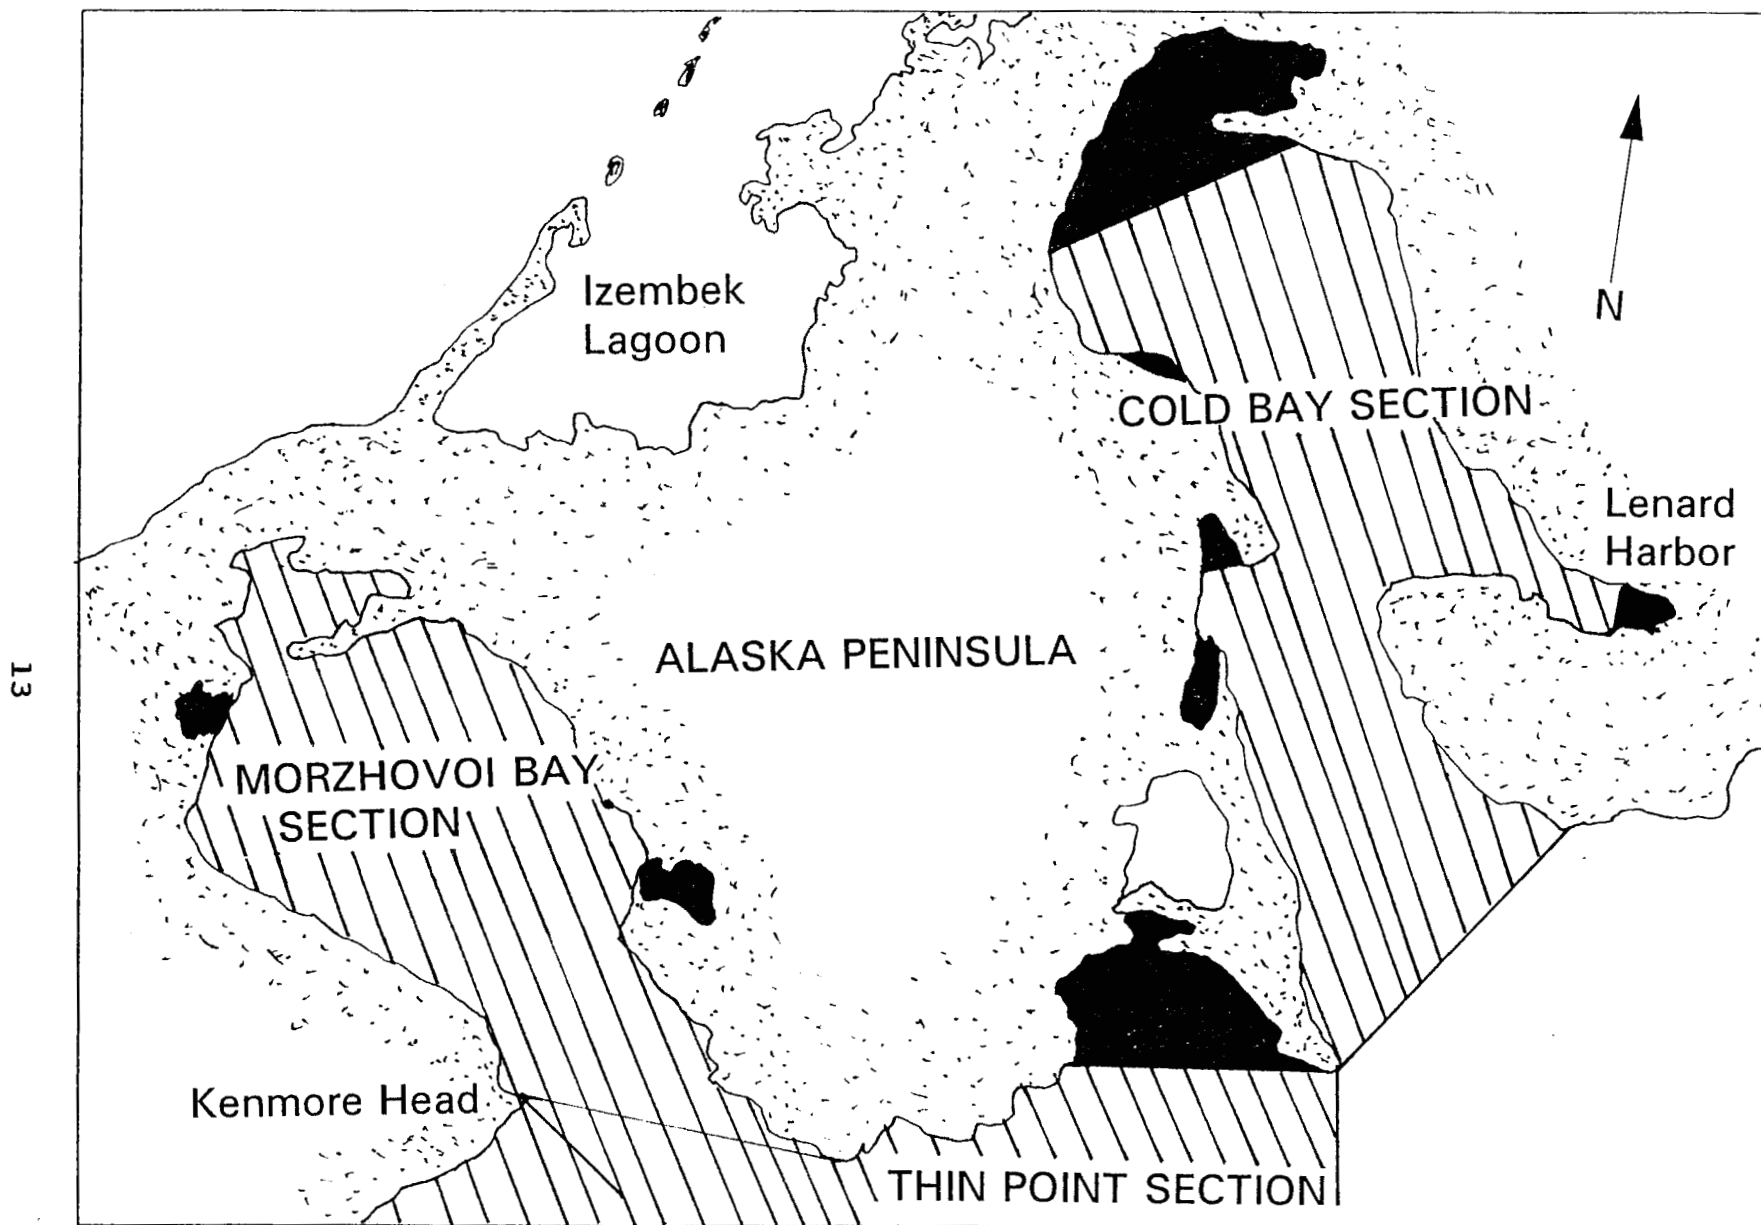 Izembek
Lagoon
N
COLD BAY SECTION
Lenard
Harbor
ALASKA PENINSULA
13
MORZHOVOI BAY
SECTION
Kenmore Head
THIN POINT SECTION